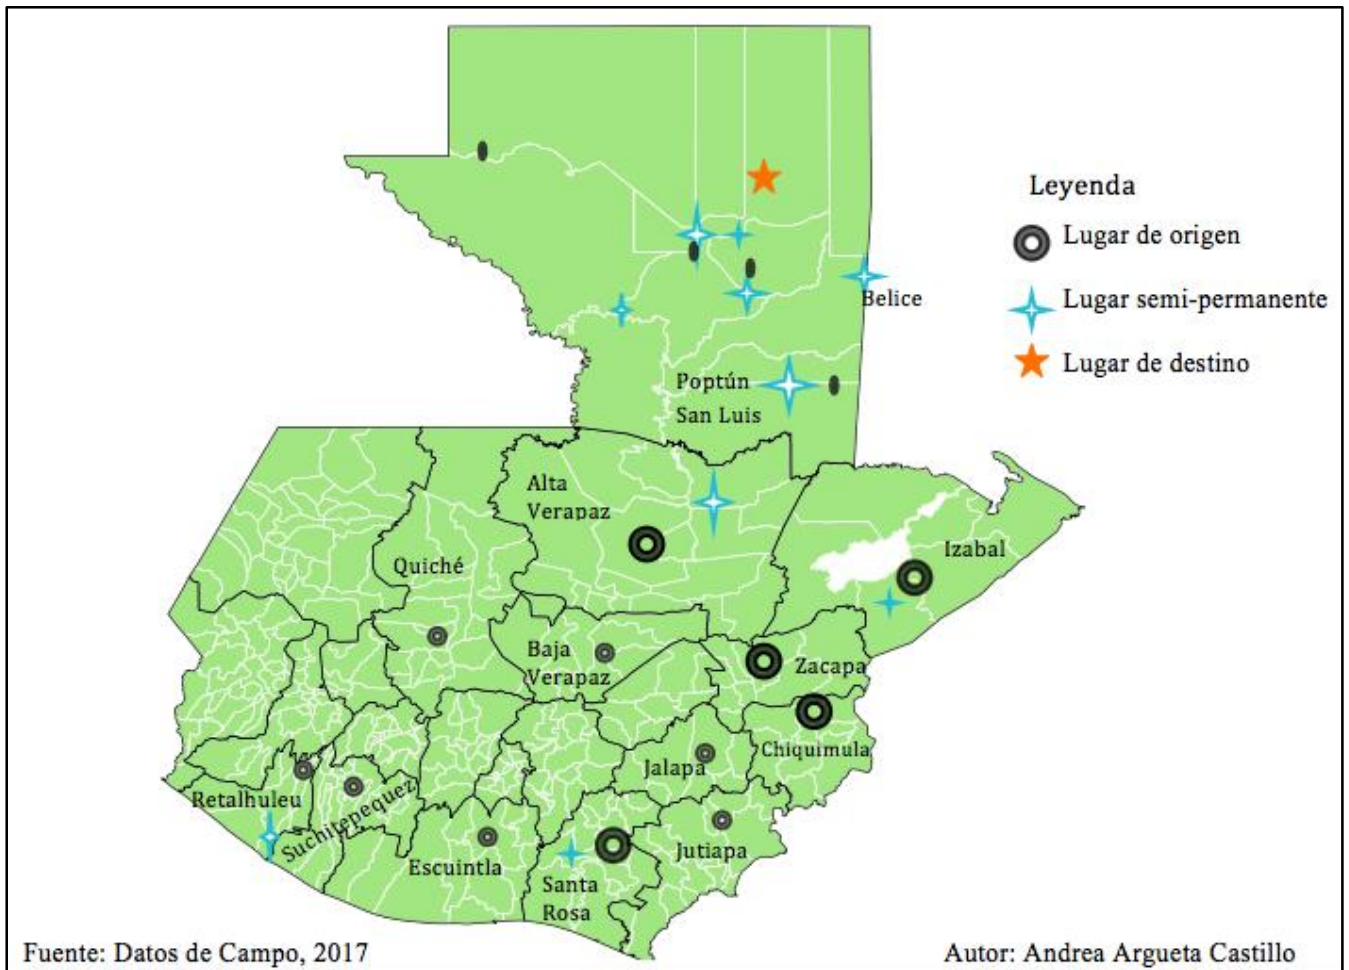 Leyenda
Lugar de origen
Lugar semi-permanente
Lugar de destino
Belice
Poptún
San Luis
Alta
Verapaz
Izabal
Quiché
Baja
Verapaz
Zacapa
Chiquimula
Jalapa
Retalhuleu
Suchitepequez
Escuintla
Jutiapa
Santa
Rosa
Fuente: Datos de Campo, 2017
Autor: Andrea Argueta Castillo